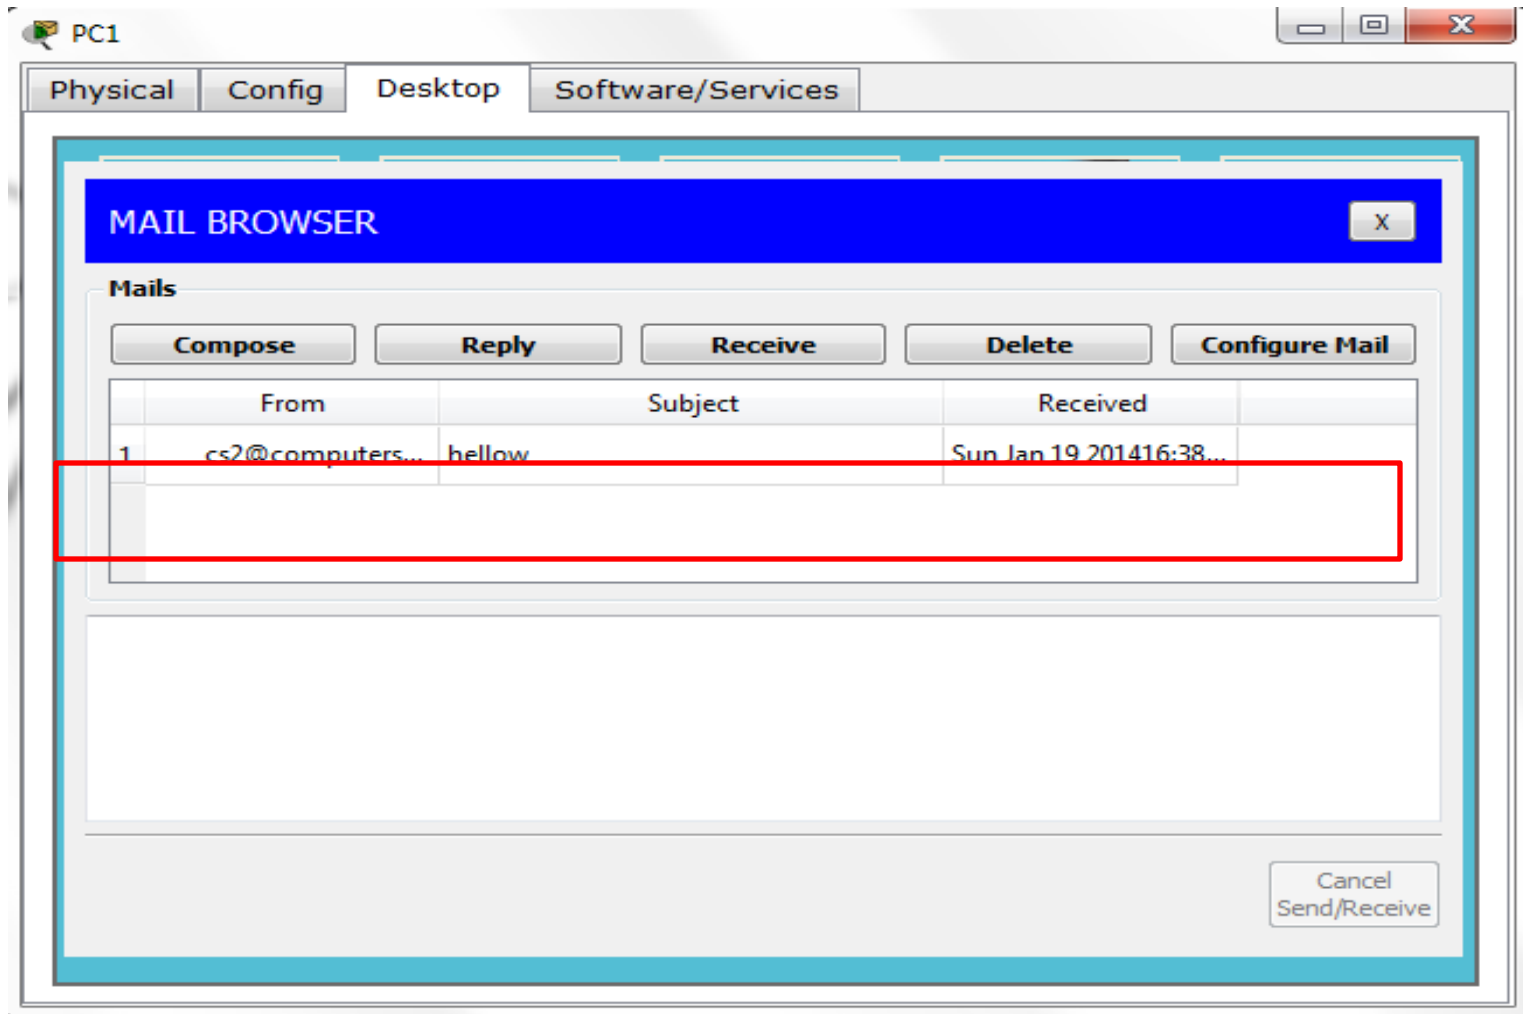 PC1
Physical Config Desktop Software/Services
MAIL BROWSER X
Mails
Compose Reply Receive Delete Configure Mail
From Subject Received
1 cs2@computers... hellow Sun Jan 19 201416:38...
Cancel
Send/Receive